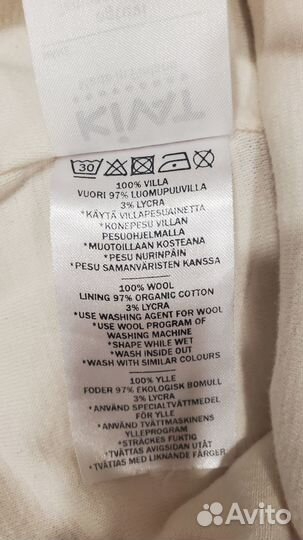 KIVAT
30
100% VILLA
VUORI 97% LUOMUPUUVILLA
3% LYCRA
*KÄYTÄ VILLAPESUAINETTA
*KONEPESU VILLAN
PESUOHJELMALLA
*MUOTOILLAAN KOSTEANA
*PESU NURINPÄIN
*PESU SAMANVÄRISTEN KANSSA
100% WOOL
LINING 97% ORGANIC COTTON
3% LYCRA
*USE WASHING AGENT FOR WOOL
*USE WOOL PROGRAM OF
WASHING MACHINE
*SHAPE WHILE WET
*WASH INSIDE OUT
*WASH WITH SIMILAR COLOURS
100% YLLE
FODER 97% EKOLOGISK BOMULL
3% LYCRA
*ANVÄND SPECIALTVÄTTMEDEL
FÖR YLLE
*ANVÄND TVÄTTMASKINENS
YLLEPROGRAM
*STRÄCKES FUKTIG
*TVÄTTAS AVIGSIDAN UTÅT
*TVÄTTAS MED LIKNANDE FÄRGER
Avito